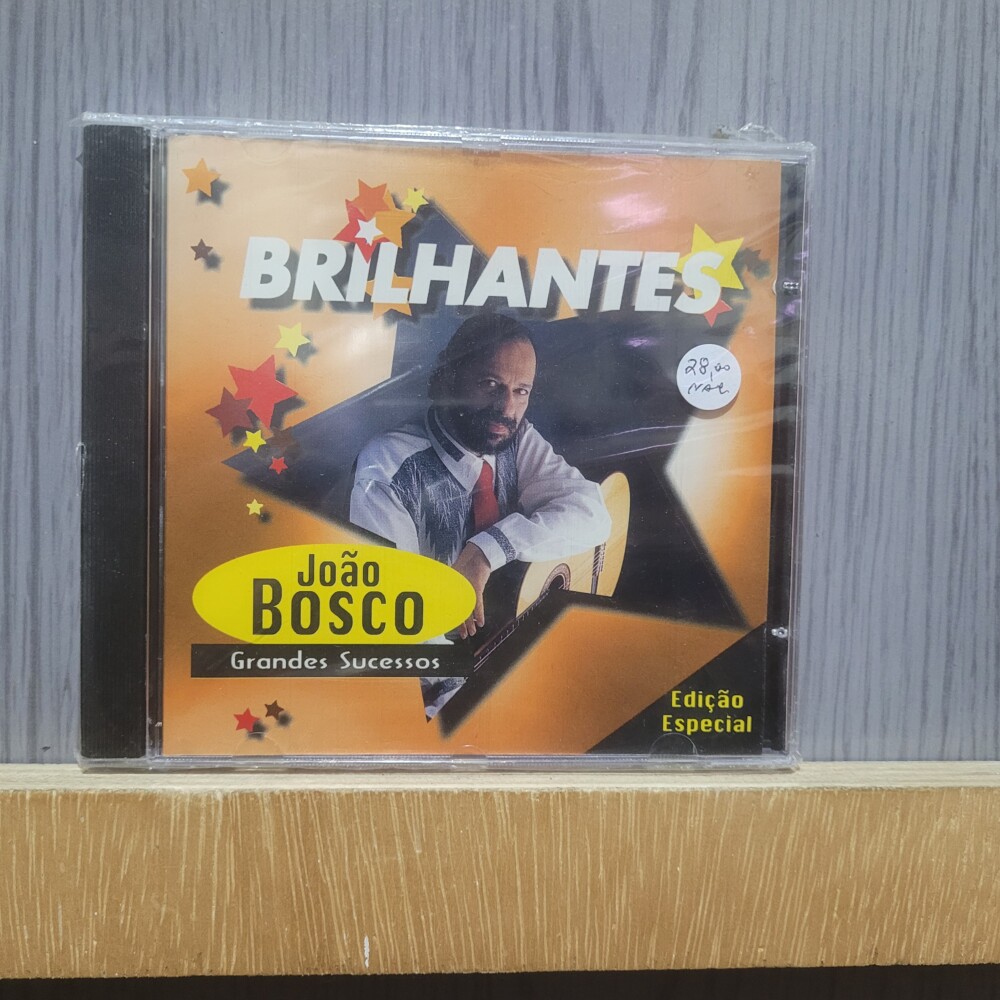 BRILHANTES
28,00
João
Bosco
Grandes Sucessos
Edição
Especial